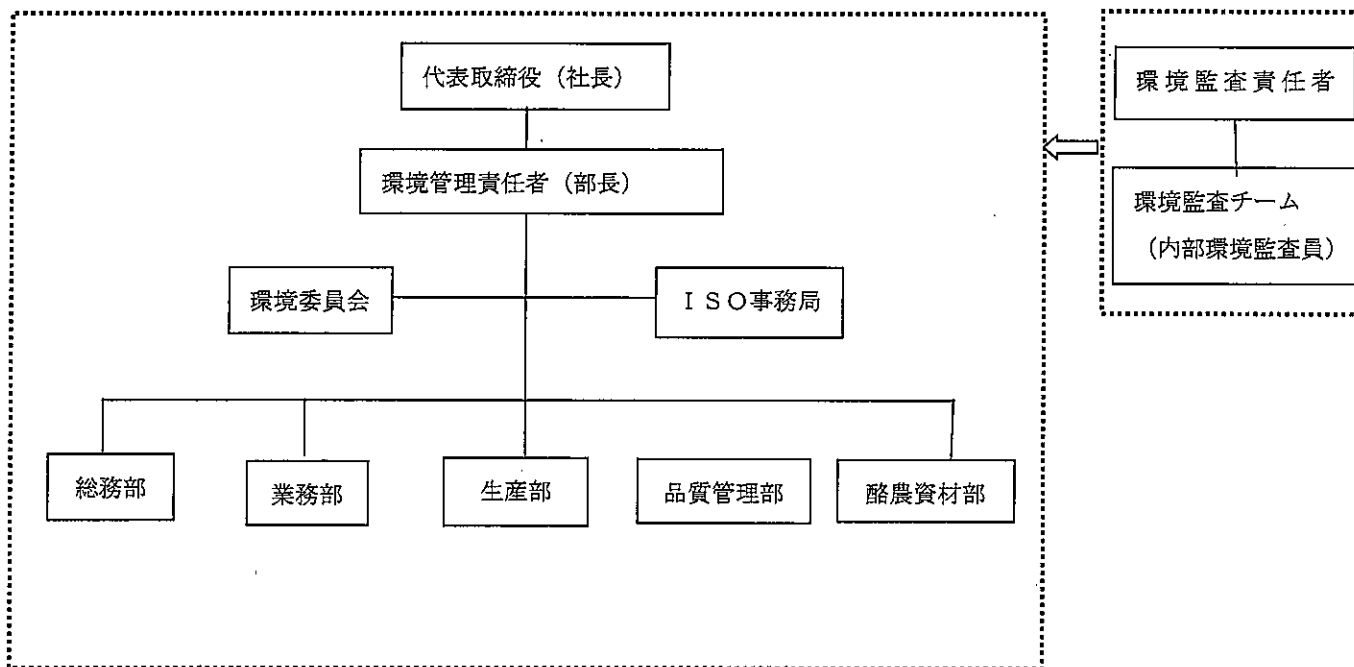 代表取締役（社長）
環境管理責任者（部長）
環境委員会
ＩＳＯ事務局
総務部
業務部
生産部
品質管理部
酪農資材部
環境監査責任者
環境監査チーム
（内部環境監査員）